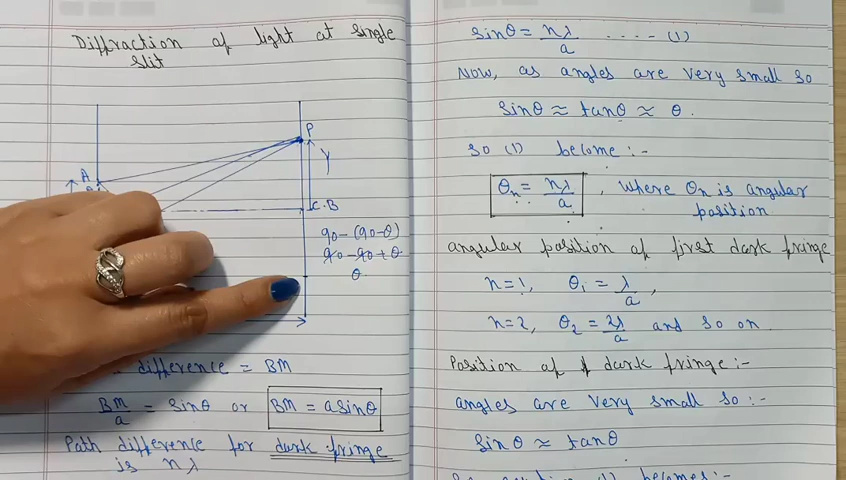 Diffraction of light at single
slit
P
A
a
Y
C.B
90-(90-θ)
90-90+θ
θ
difference = BM
BM/a = sinθ or BM = a sinθ
Path difference for dark fringe
is nλ
sinθ = nλ/a ---- (1)
Now, as angles are very small so
sinθ ≈ tanθ ≈ θ.
so (1) become:-
θn = nλ/a, where θn is angular
position
angular position of first dark fringe
n=1, θ1 = λ/a,
n=2, θ2 = 2λ/a and so on
Position of dark fringe:-
angles are very small so:-
sinθ ≈ tanθ
(1) becomes:-